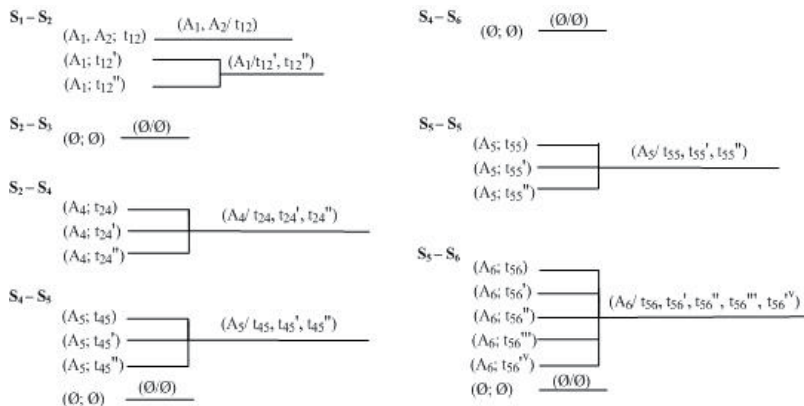 S₁ – S₂
(A₁, A₂; t₁₂) (A₁, A₂/ t₁₂)
(A₁; t₁₂') (A₁/t₁₂', t₁₂'')
(A₁; t₁₂'')
S₂ – S₃
(Ø; Ø) (Ø/Ø)
S₂ – S₄
(A₄; t₂₄)
(A₄; t₂₄') (A₄/ t₂₄, t₂₄', t₂₄'')
(A₄; t₂₄'')
S₄ – S₅
(A₅; t₄₅)
(A₅; t₄₅') (A₅/ t₄₅, t₄₅', t₄₅'')
(A₅; t₄₅'')
(Ø; Ø) (Ø/Ø)
S₄ – S₆
(Ø; Ø) (Ø/Ø)
S₅ – S₅
(A₅; t₅₅)
(A₅; t₅₅') (A₅/ t₅₅, t₅₅', t₅₅'')
(A₅; t₅₅'')
S₅ – S₆
(A₆; t₅₆)
(A₆; t₅₆')
(A₆; t₅₆'') (A₆/ t₅₆, t₅₆', t₅₆'', t₅₆''', t₅₆'ᵛ)
(A₆; t₅₆''')
(A₆; t₅₆'ᵛ)
(Ø; Ø) (Ø/Ø)